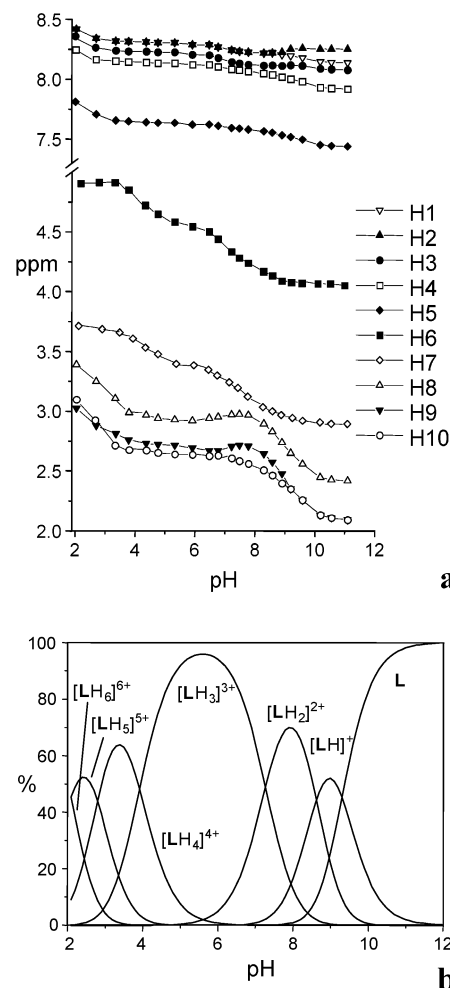 8.5
8.0
7.5
4.5
ppm
4.0
3.5
3.0
2.5
2.0
2 4 6 8 10 12
pH
H1
H2
H3
H4
H5
H6
H7
H8
H9
H10
a
100
80
60
%
40
20
0
[LH6]6+
[LH5]5+
[LH4]4+
[LH3]3+
[LH2]2+
[LH]+
L
2 4 6 8 10 12
pH
b